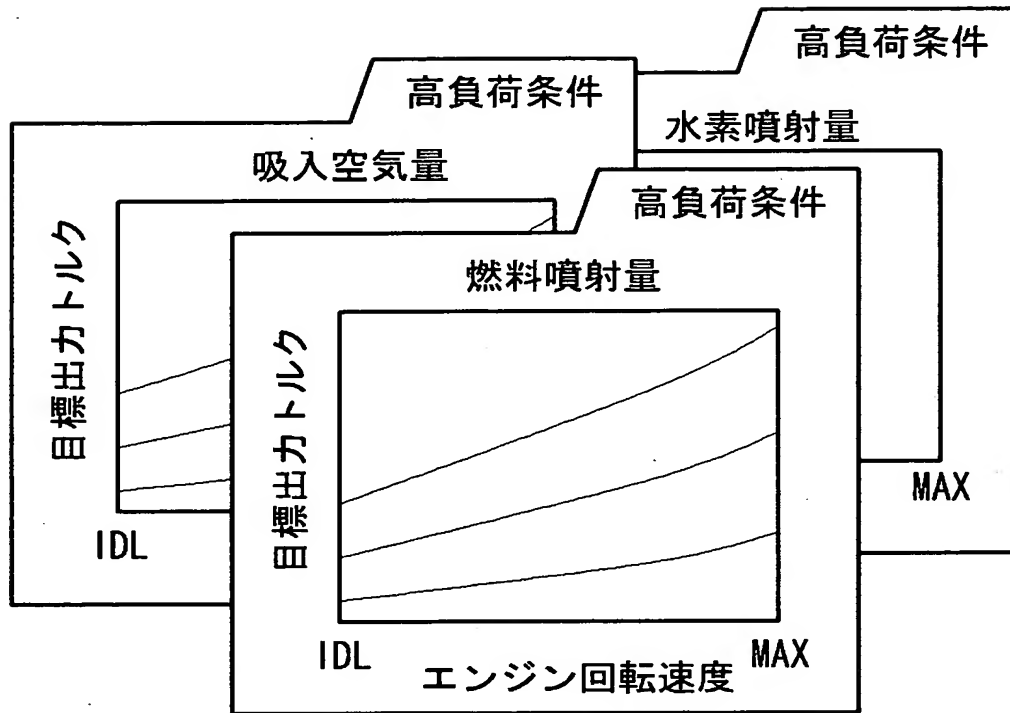 高負荷条件
高負荷条件
水素噴射量
吸入空気量
高負荷条件
目標出力トルク
燃料噴射量
目標出力トルク
MAX
IDL
IDL
MAX
エンジン回転速度